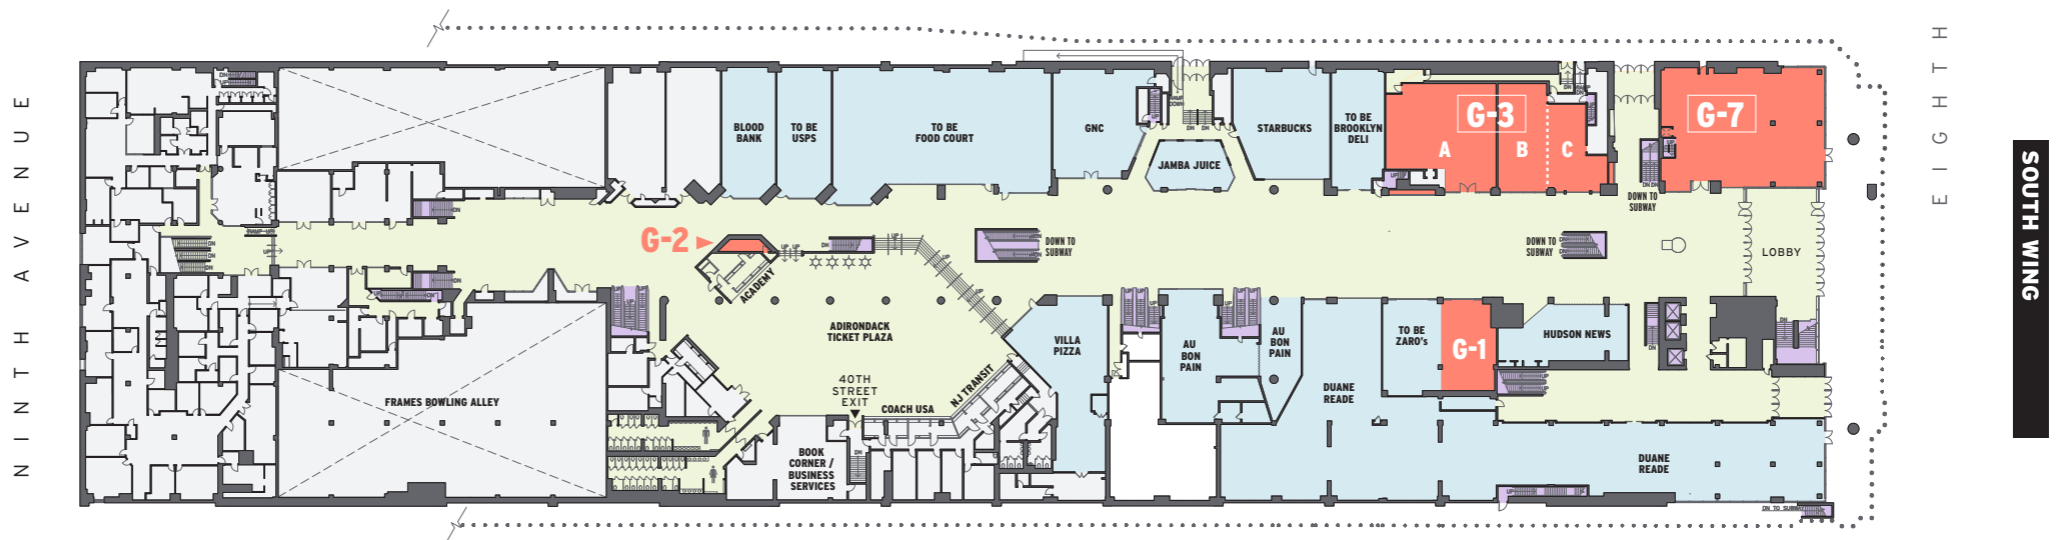 NINTH AVENUE
EIGHTH
SOUTH WING
BLOOD
BANK
TO BE
USPS
TO BE
FOOD COURT
GNC
JAMBA JUICE
STARBUCKS
TO BE
BROOKLYN
DELI
G-3
A
B
C
G-7
DOWN TO
SUBWAY
G-2
ACADEMY
DOWN TO
SUBWAY
DOWN TO
SUBWAY
LOBBY
ADIRONDACK
TICKET PLAZA
VILLA
PIZZA
AU
BON
PAIN
AU
BON
PAIN
TO BE
ZARO's
G-1
HUDSON NEWS
DUANE
READE
FRAMES BOWLING ALLEY
40TH
STREET
EXIT
COACH USA
NJ TRANSIT
BOOK
CORNER /
BUSINESS
SERVICES
DUANE
READE
DN TO SUBWAY